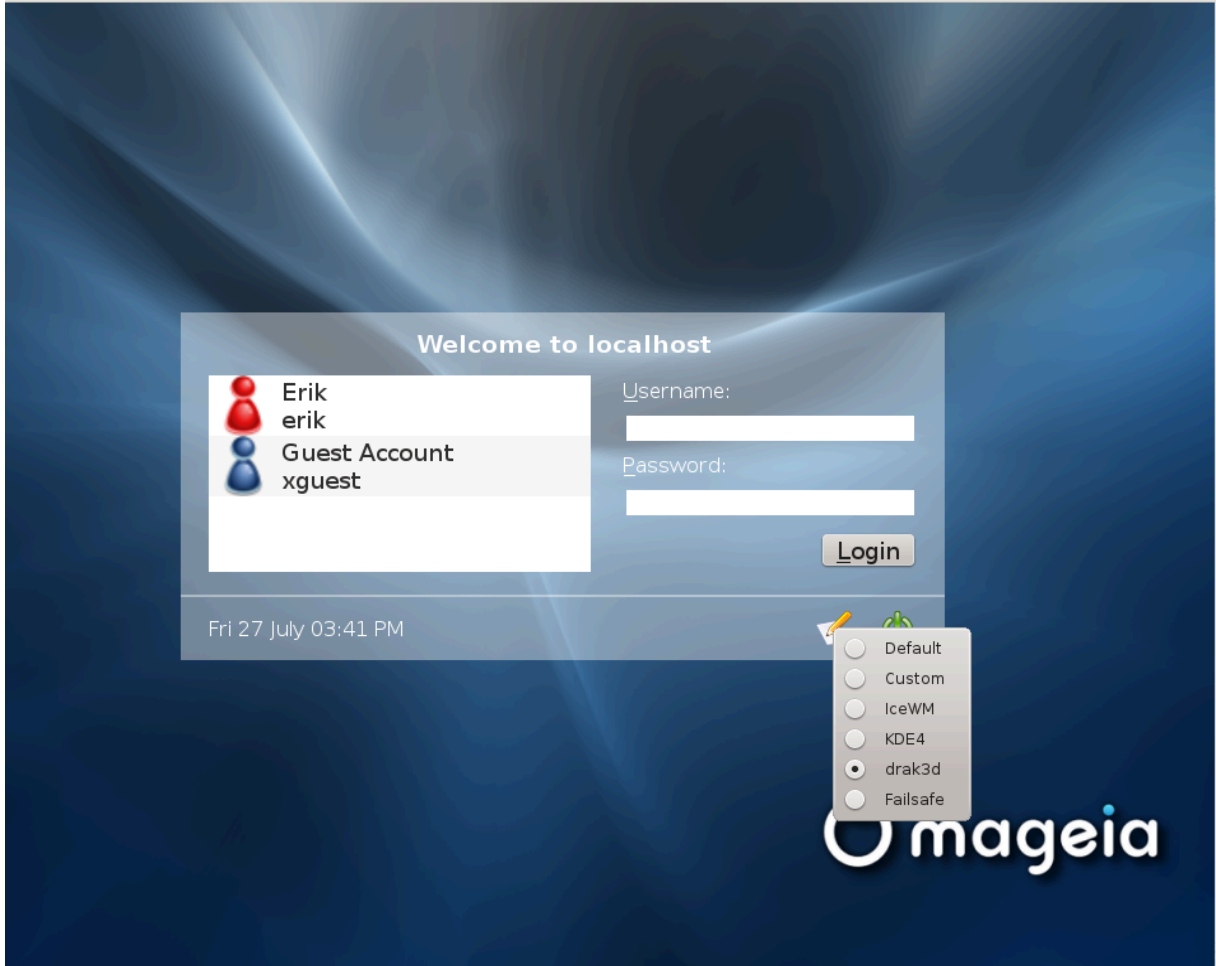 Welcome to localhost
Erik
erik
Guest Account
xguest
Username:
Password:
Login
Fri 27 July 03:41 PM
Default
Custom
IceWM
KDE4
drak3d
Failsafe
mageia